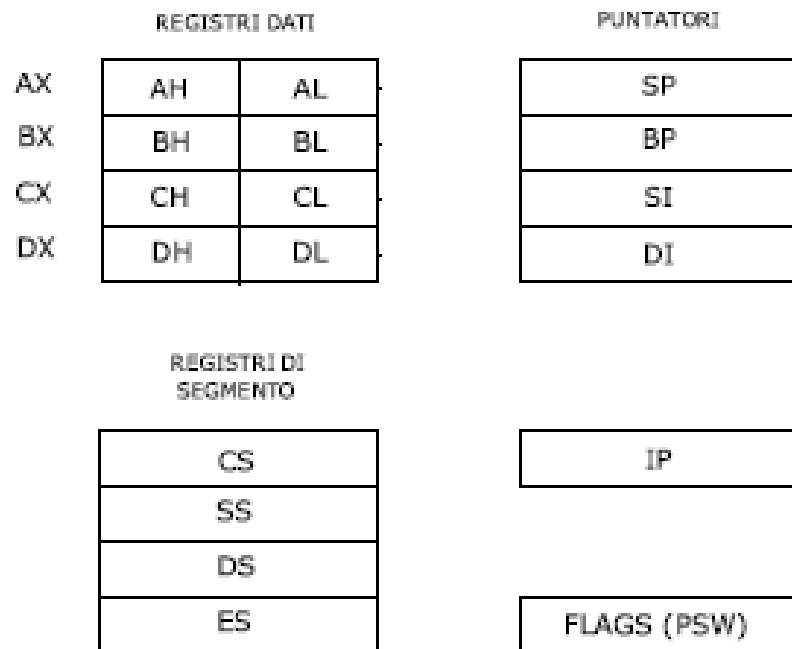 REGISTRI DATI
AX AH AL
BX BH BL
CX CH CL
DX DH DL
PUNTATORI
SP
BP
SI
DI
REGISTRI DI
SEGMENTO
CS
SS
DS
ES
IP
FLAGS (PSW)